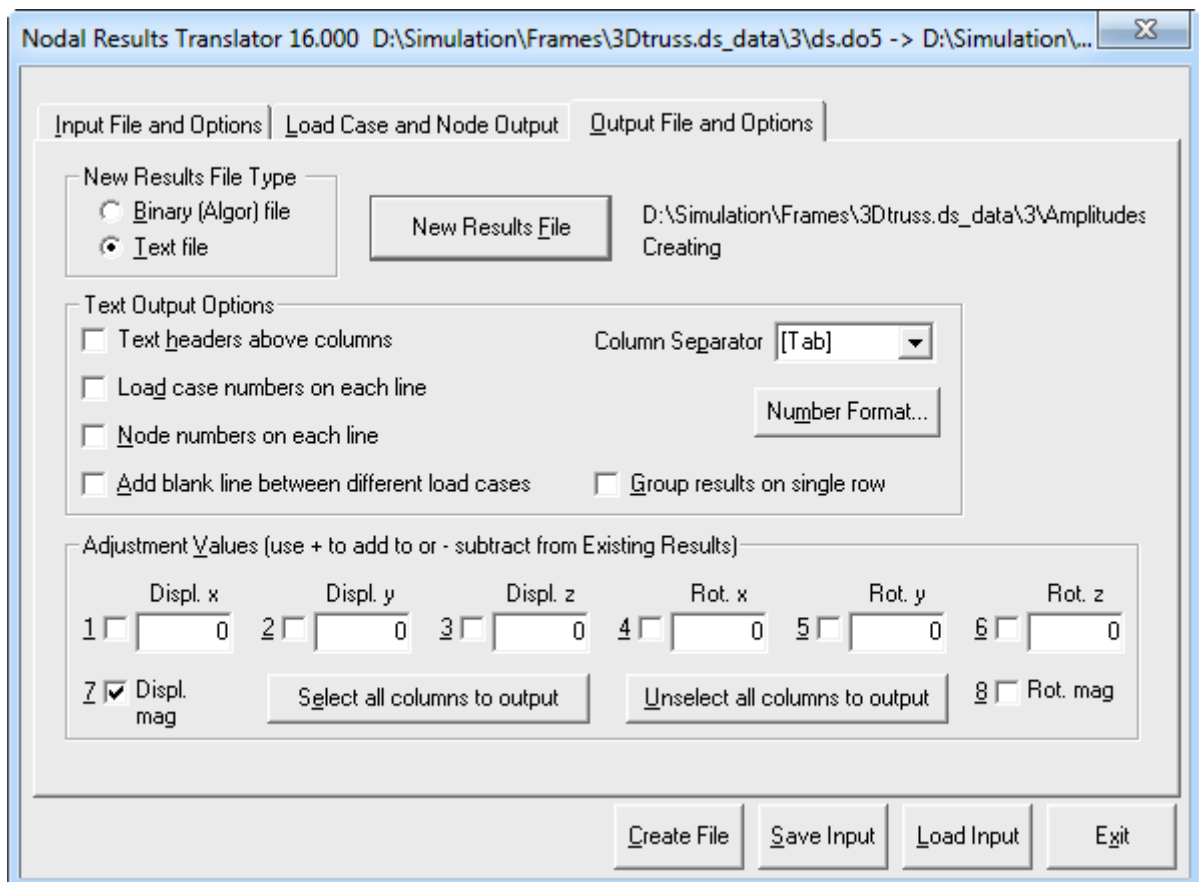 Nodal Results Translator 16.000 D:\Simulation\Frames\3Dtruss.ds_data\3\ds.do5 -> D:\Simulation\...
Input File and Options
Load Case and Node Output
Output File and Options
New Results File Type
Binary (Algor) file
Text file
New Results File
D:\Simulation\Frames\3Dtruss.ds_data\3\Amplitudes
Creating
Text Output Options
Text headers above columns
Column Separator [Tab]
Load case numbers on each line
Number Format...
Node numbers on each line
Add blank line between different load cases
Group results on single row
Adjustment Values (use + to add to or - subtract from Existing Results)
Displ. x Displ. y Displ. z Rot. x Rot. y Rot. z
1 0 2 0 3 0 4 0 5 0 6 0
7 Displ.
mag
Select all columns to output
Unselect all columns to output
8 Rot. mag
Create File
Save Input
Load Input
Exit